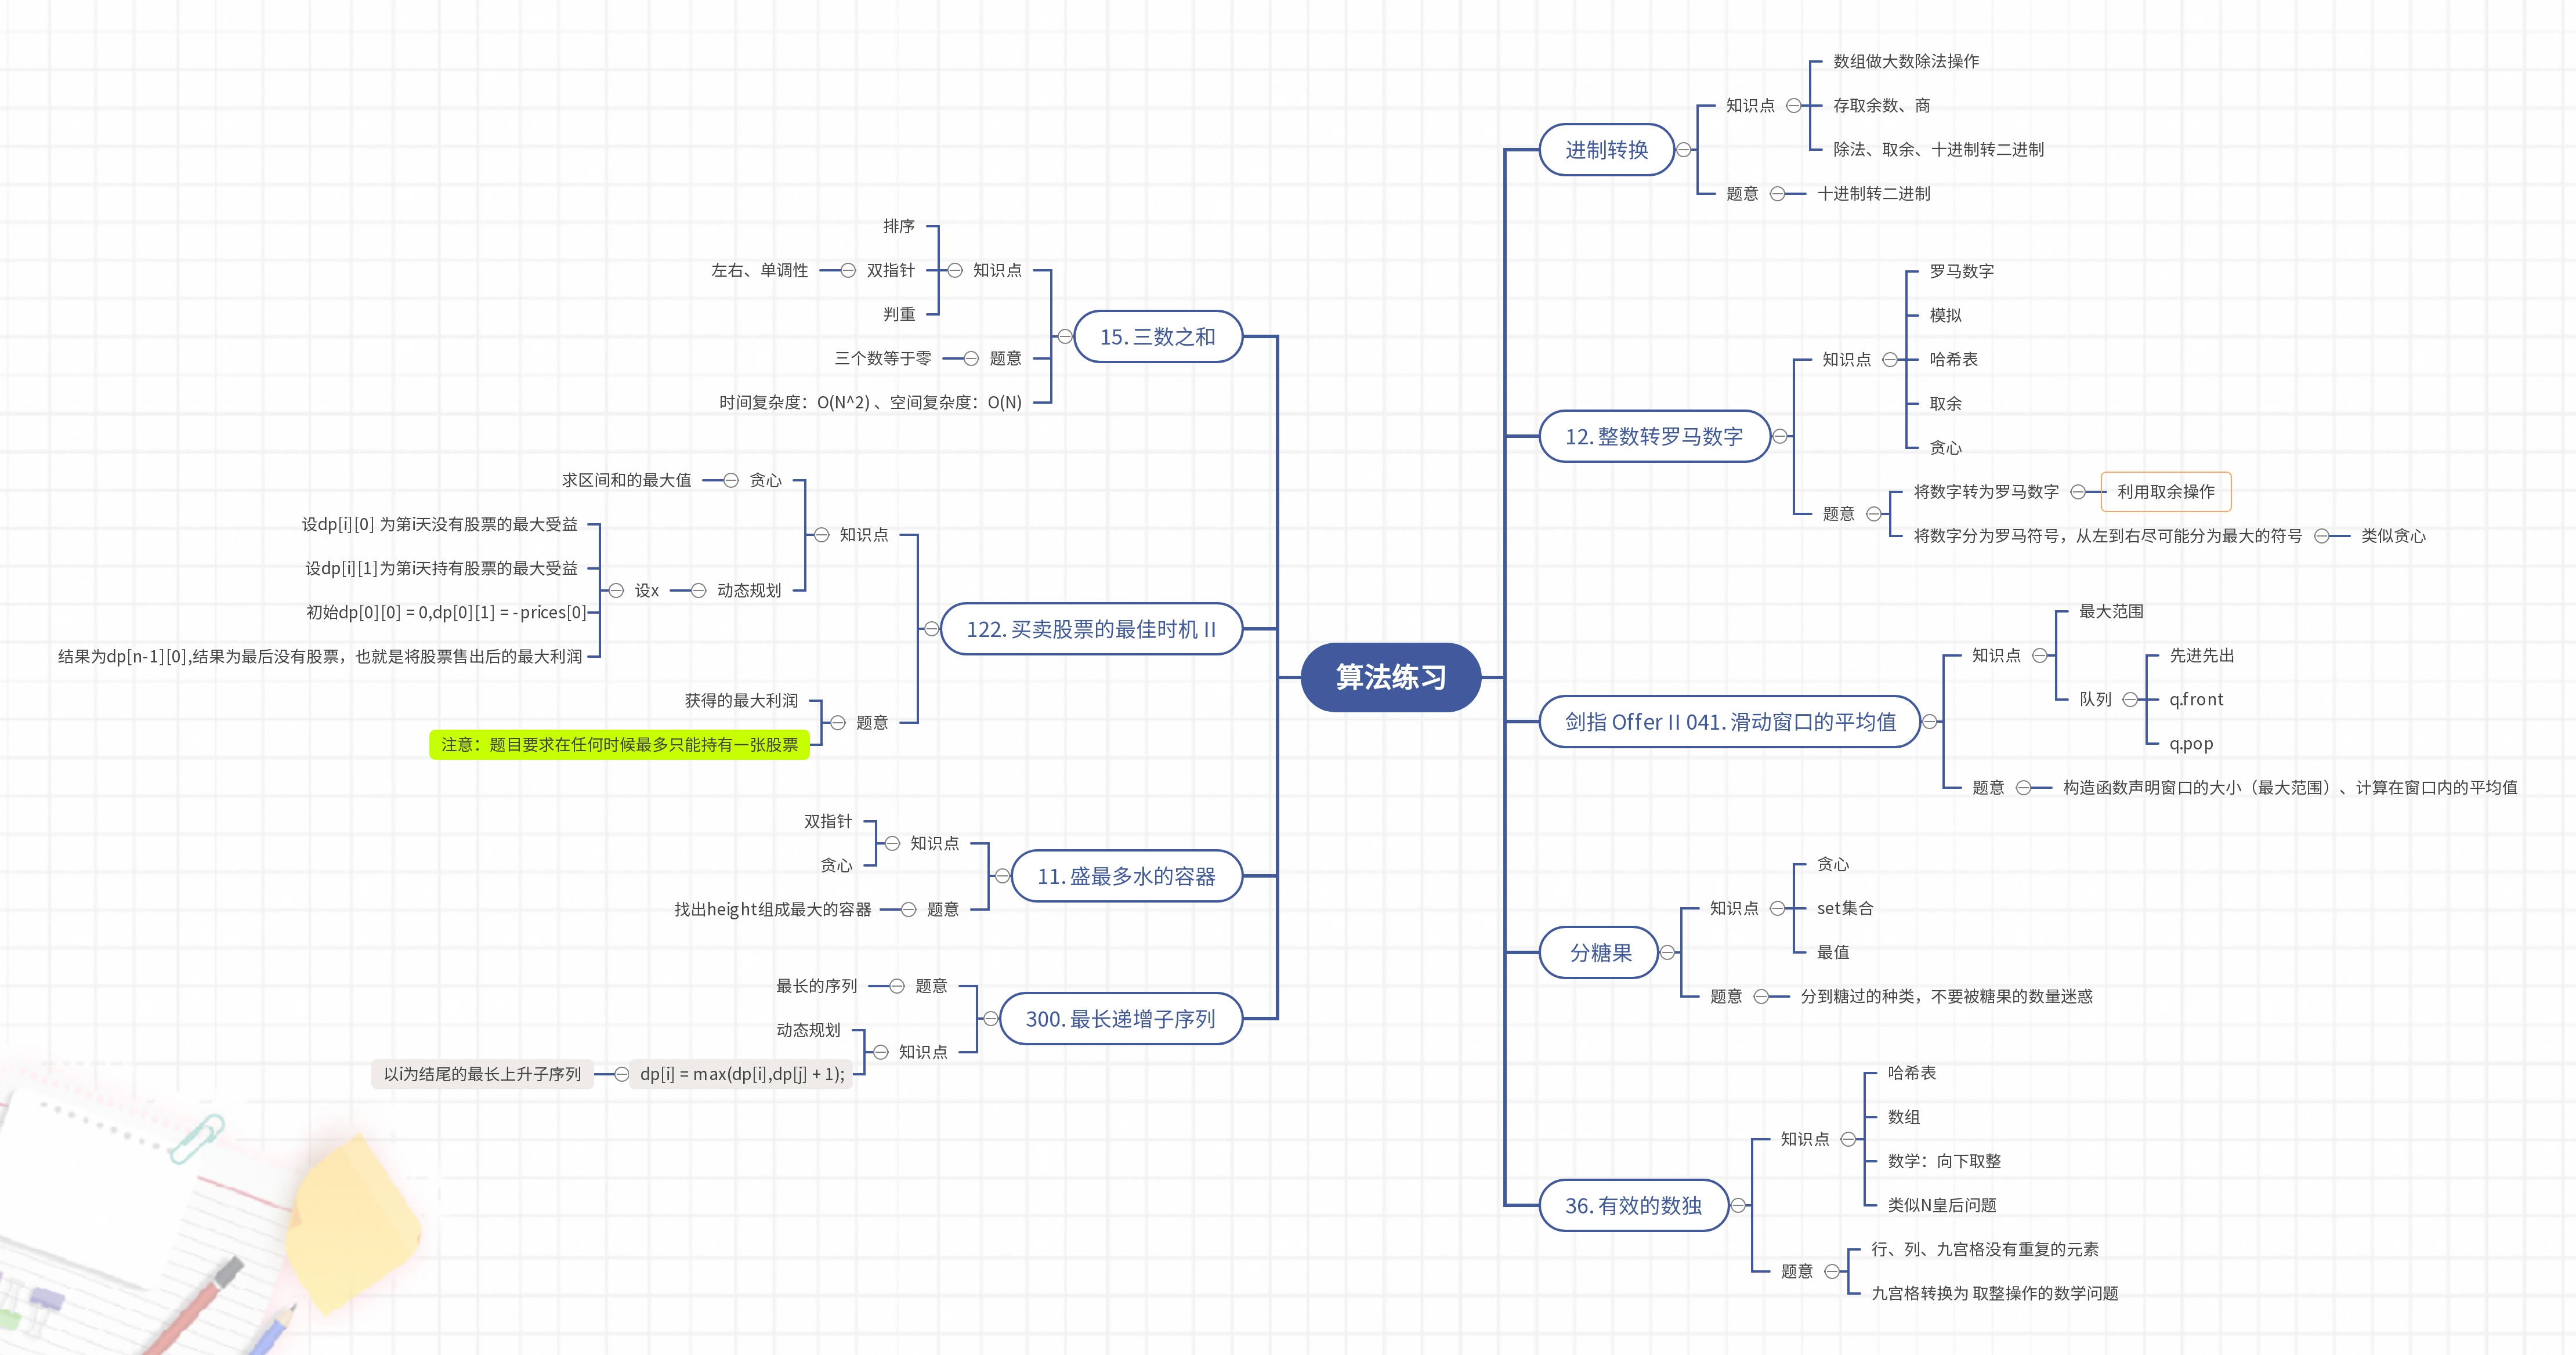 算法练习
进制转换
知识点
数组做大数除法操作
存取余数、商
除法、取余、十进制转二进制
题意
十进制转二进制
12. 整数转罗马数字
知识点
罗马数字
模拟
哈希表
取余
贪心
题意
将数字转为罗马数字
利用取余操作
将数字分为罗马符号，从左到右尽可能分为最大的符号
类似贪心
剑指 Offer II 041. 滑动窗口的平均值
知识点
最大范围
队列
先进先出
q.front
q.pop
题意
构造函数声明窗口的大小（最大范围）、计算在窗口内的平均值
分糖果
知识点
贪心
set集合
最值
题意
分到糖过的种类，不要被糖果的数量迷惑
36. 有效的数独
知识点
哈希表
数组
数学：向下取整
类似N皇后问题
题意
行、列、九宫格没有重复的元素
九宫格转换为 取整操作的数学问题
15. 三数之和
知识点
排序
双指针
左右、单调性
判重
题意
三个数等于零
时间复杂度：O(N^2) 、空间复杂度：O(N)
122. 买卖股票的最佳时机 II
知识点
贪心
求区间和的最大值
动态规划
设x
设dp[i][0] 为第i天没有股票的最大受益
设dp[i][1]为第i天持有股票的最大受益
初始dp[0][0] = 0,dp[0][1] = -prices[0]
结果为dp[n-1][0],结果为最后没有股票，也就是将股票售出后的最大利润
题意
获得的最大利润
注意：题目要求在任何时候最多只能持有一张股票
11. 盛最多水的容器
知识点
双指针
贪心
题意
找出height组成最大的容器
300. 最长递增子序列
题意
最长的序列
知识点
动态规划
dp[i] = max(dp[i],dp[j] + 1);
以i为结尾的最长上升子序列